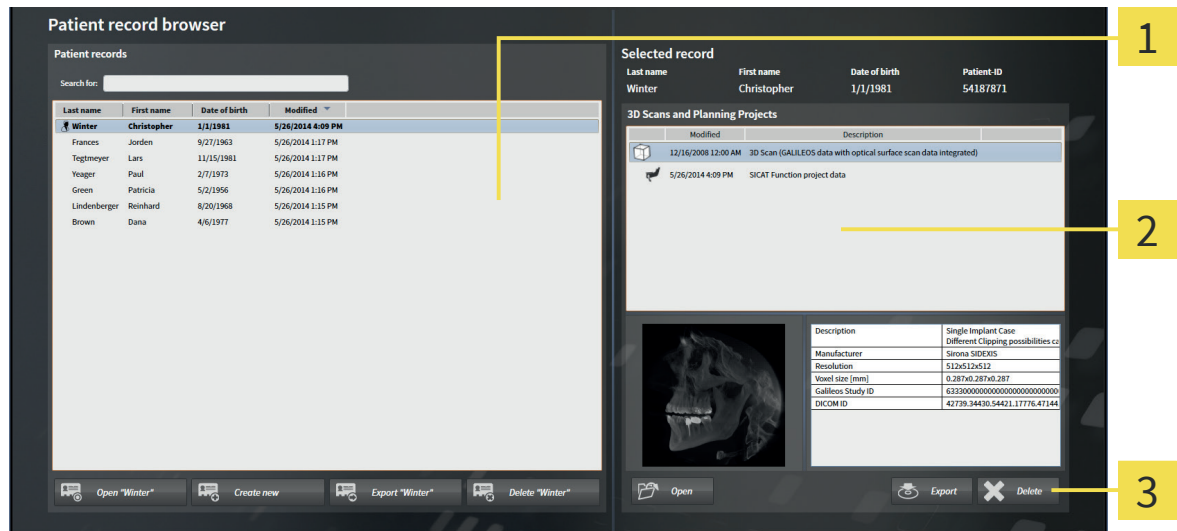 Patient record browser
Patient records
Search for:
Last name First name Date of birth Modified
Winter Christopher 1/1/1981 5/26/2014 4:09 PM
Frances Jorden 9/27/1963 5/26/2014 1:17 PM
Tegtmeyer Lars 11/15/1981 5/26/2014 1:17 PM
Yeager Paul 2/7/1973 5/26/2014 1:16 PM
Green Patricia 5/2/1956 5/26/2014 1:16 PM
Lindenberger Reinhard 8/20/1968 5/26/2014 1:15 PM
Brown Dana 4/6/1977 5/26/2014 1:15 PM
Open "Winter" Create new Export "Winter" Delete "Winter"
Selected record
Last name First name Date of birth Patient-ID
Winter Christopher 1/1/1981 54187871
3D Scans and Planning Projects
Modified Description
12/16/2008 12:00 AM 3D Scan (GALILEOS data with optical surface scan data integrated)
5/26/2014 4:09 PM SICAT Function project data
Description Single Implant Case
Different Clipping possibilities ca
Manufacturer Sirona SIDEXIS
Resolution 512x512x512
Voxel size [mm] 0.287x0.287x0.287
Galileos Study ID
DICOM ID 42739.34430.54421.17776.47144
Open Export Delete
1
2
3